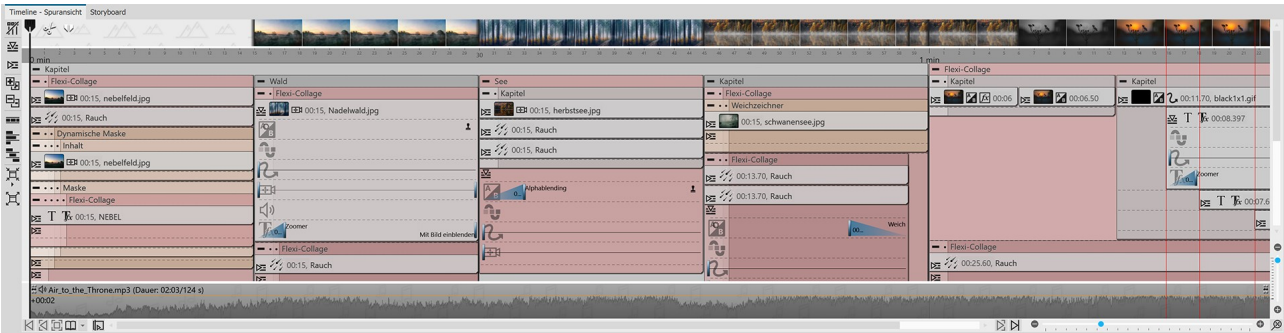 Timeline - Spuransicht Storyboard
0 min
30
1 min
Kapitel
Flexi-Collage
00:15, nebelfeld.jpg
00:15, Rauch
Dynamische Maske
Inhalt
00:15, nebelfeld.jpg
Maske
Flexi-Collage
00:15, NEBEL
Wald
Flexi-Collage
00:15, Nadelwald.jpg
Zoomer
Mit Bild einblenden
Flexi-Collage
00:15, Rauch
See
Kapitel
00:15, herbstsee.jpg
00:15, Rauch
00:15, Rauch
Alphablending
Kapitel
Flexi-Collage
Weichzeichner
00:15, schwanensee.jpg
Flexi-Collage
00:13.70, Rauch
00:13.70, Rauch
00...
Weich
Flexi-Collage
Kapitel
00:06
00:06.50
Kapitel
00:11.70, black1x1.gif
00:08.397
Zoomer
00:07.6
Flexi-Collage
00:25.60, Rauch
Air_to_the_Throne.mp3 (Dauer: 02:03/124 s)
+00:02